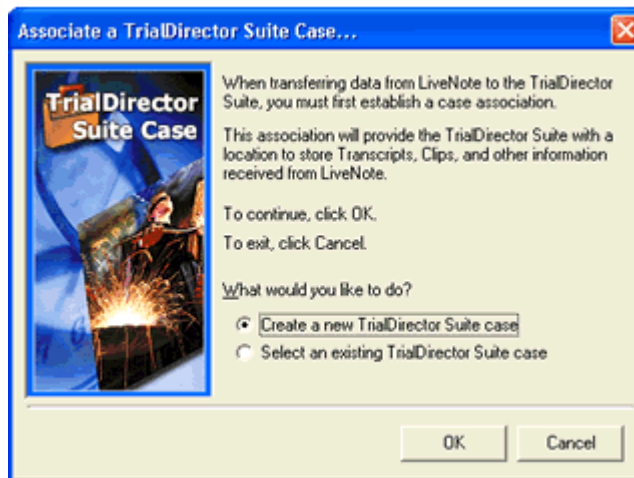 Associate a TrialDirector Suite Case...
TrialDirector
Suite Case
When transferring data from LiveNote to the TrialDirector
Suite, you must first establish a case association.
This association will provide the TrialDirector Suite with a
location to store Transcripts, Clips, and other information
received from LiveNote.
To continue, click OK.
To exit, click Cancel.
What would you like to do?
Create a new TrialDirector Suite case
Select an existing TrialDirector Suite case
OK
Cancel